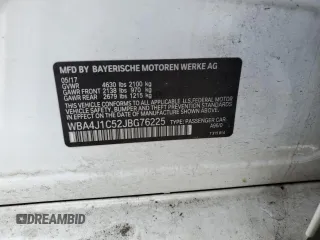 MFD BY BAYERISCHE MOTOREN WERKE AG
05/17
GVWR 4630 lbs 2100 kg
GAWR FRONT 2138 lbs 970 kg
GAWR REAR 2679 lbs 1215 kg
THIS VEHICLE CONFORMS TO ALL APPLICABLE U.S. FEDERAL MOTOR VEHICLE SAFETY, BUMPER, AND THEFT PREVENTION STANDARDS IN EFFECT ON THE DATE OF MANUFACTURE SHOWN ABOVE.
WBA4J1C52JBG76225 TYPE: PASSENGER CAR
© DREAMBID